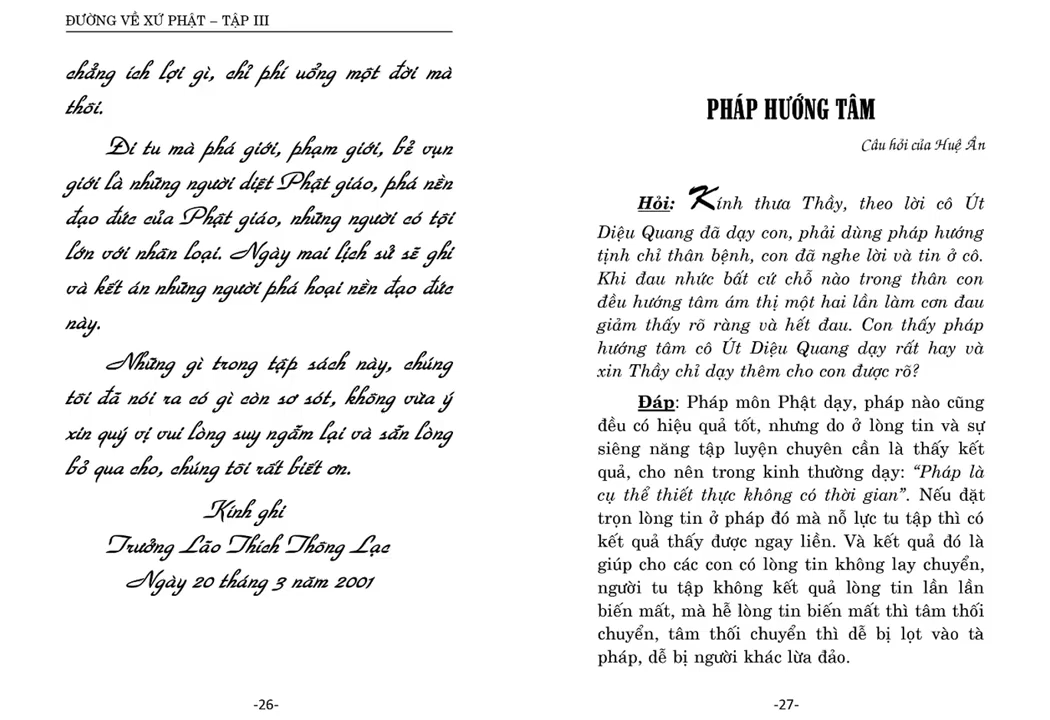 ĐƯỜNG VỀ XỨ PHẬT – TẬP III
chẳng ích lợi gì, chỉ phí uổng một đời mà
thôi.
Đi tu mà phá giới, phạm giới, bẻ vụn
giới là những người diệt Phật giáo, phá nền
đạo đức của Phật giáo, những người có tội
lớn với nhân loại. Ngày mai lịch sử sẽ ghi
và kết án những người phá hoại nền đạo đức
này.
Những gì trong tập sách này, chúng
tôi đã nói ra có gì còn sơ sót, không vừa ý
xin quý vị vui lòng suy ngẫm lại và sẵn lòng
bỏ qua cho, chúng tôi rất biết ơn.
Kính ghi
Trưởng Lão Thích Thông Lạc
Ngày 20 tháng 3 năm 2001
-26-
PHÁP HƯỚNG TÂM
Câu hỏi của Huệ Ân
Hỏi: Kính thưa Thầy, theo lời cô Út
Diệu Quang đã dạy con, phải dùng pháp hướng
tịnh chỉ thân bệnh, con đã nghe lời và tin ở cô.
Khi đau nhức bất cứ chỗ nào trong thân con
đều hướng tâm ám thị một hai lần làm cơn đau
giảm thấy rõ ràng và hết đau. Con thấy pháp
hướng tâm cô Út Diệu Quang dạy rất hay và
xin Thầy chỉ dạy thêm cho con được rõ?
Đáp: Pháp môn Phật dạy, pháp nào cũng
đều có hiệu quả tốt, nhưng do ở lòng tin và sự
siêng năng tập luyện chuyên cần là thấy kết
quả, cho nên trong kinh thường dạy: “Pháp là
cụ thể thiết thực không có thời gian”. Nếu đặt
trọn lòng tin ở pháp đó mà nỗ lực tu tập thì có
kết quả thấy được ngay liền. Và kết quả đó là
giúp cho các con có lòng tin không lay chuyển,
người tu tập không kết quả lòng tin lần lần
biến mất, mà hễ lòng tin biến mất thì tâm thối
chuyển, tâm thối chuyển thì dễ bị lọt vào tà
pháp, dễ bị người khác lừa đảo.
-27-